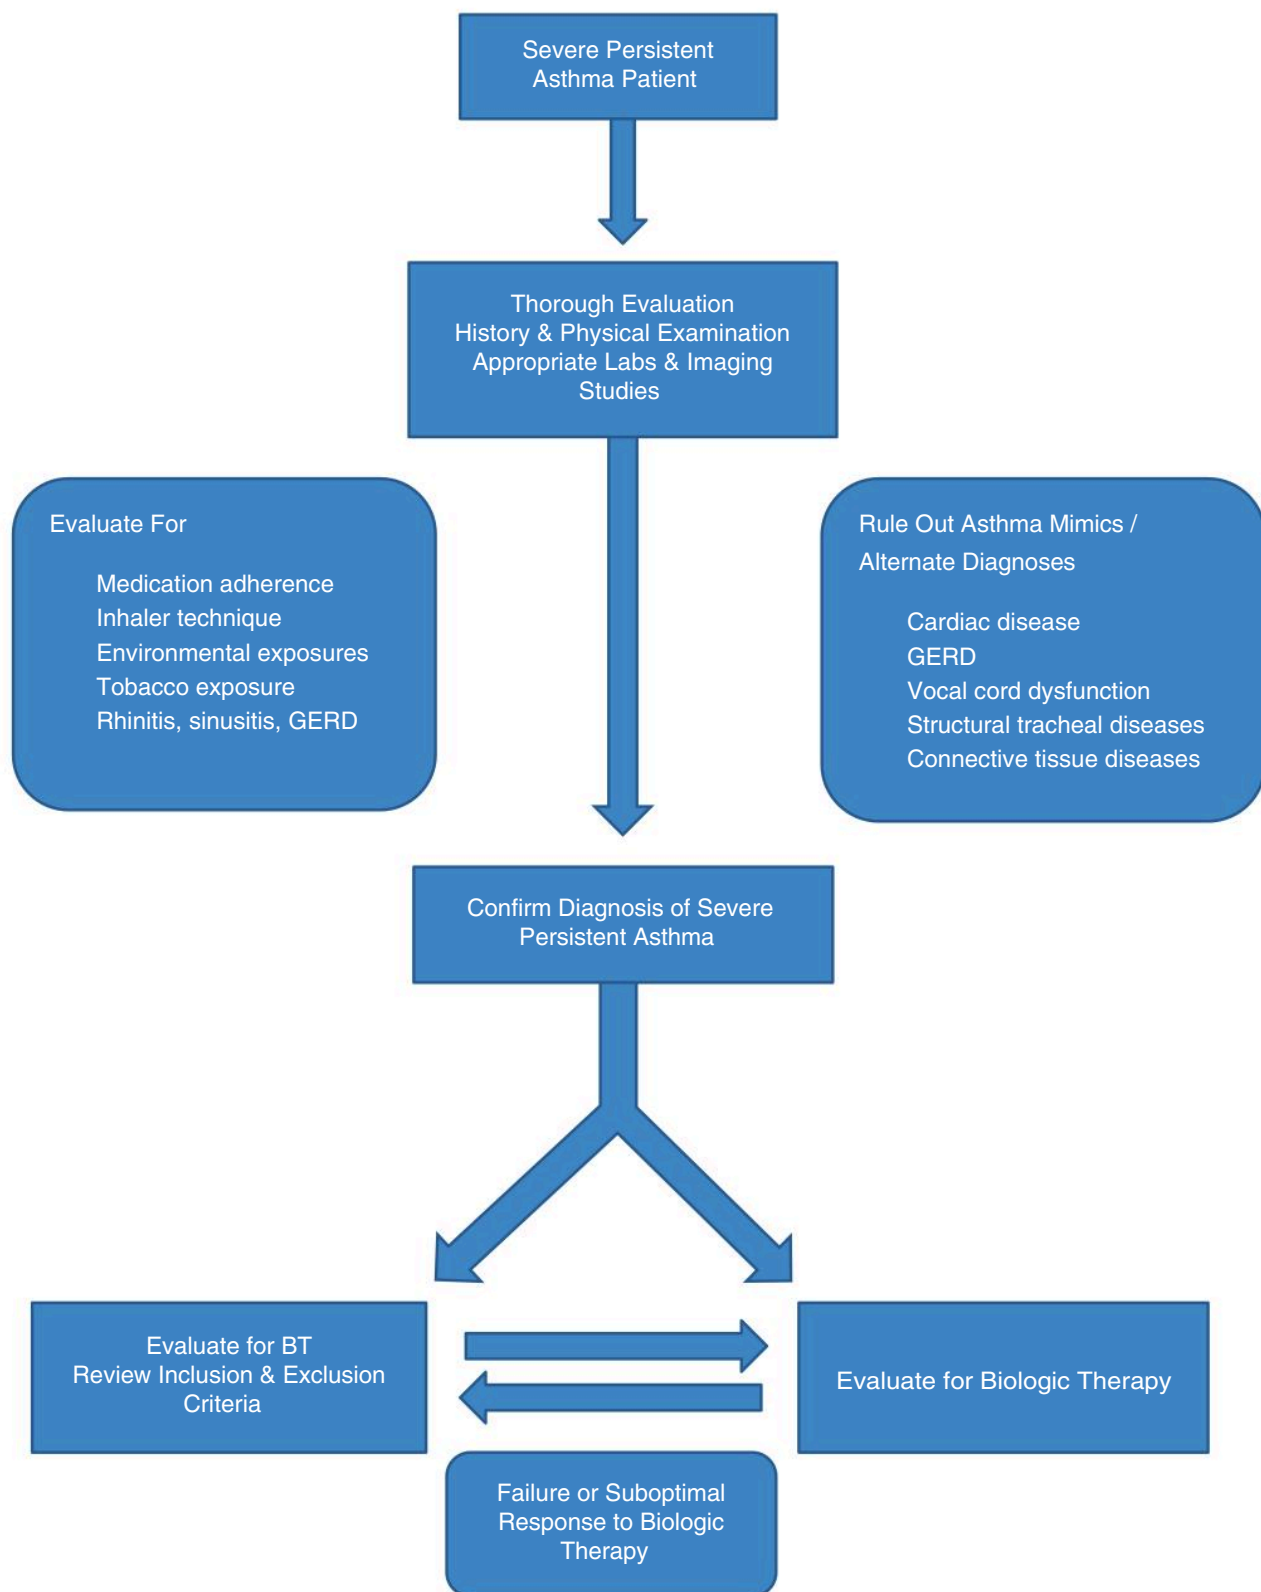 Severe Persistent
Asthma Patient
Thorough Evaluation
History & Physical Examination
Appropriate Labs & Imaging
Studies
Evaluate For
Medication adherence
Inhaler technique
Environmental exposures
Tobacco exposure
Rhinitis, sinusitis, GERD
Rule Out Asthma Mimics /
Alternate Diagnoses
Cardiac disease
GERD
Vocal cord dysfunction
Structural tracheal diseases
Connective tissue diseases
Confirm Diagnosis of Severe
Persistent Asthma
Evaluate for BT
Review Inclusion & Exclusion
Criteria
Evaluate for Biologic Therapy
Failure or Suboptimal
Response to Biologic
Therapy